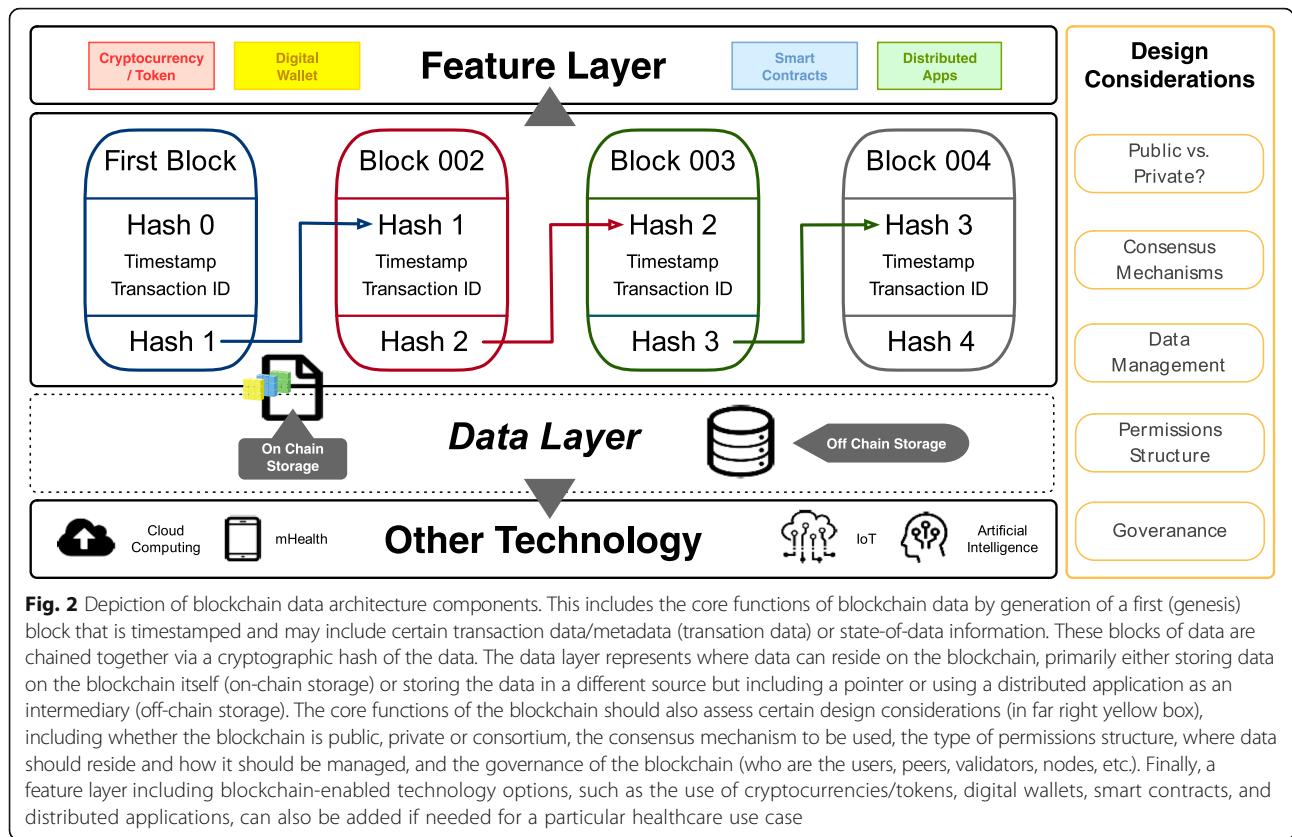 Cryptocurrency
/ Token
Digital
Wallet
Feature Layer
Smart
Contracts
Distributed
Apps
First Block
Hash 0
Timestamp
Transaction ID
Hash 1
Block 002
Hash 1
Timestamp
Transaction ID
Hash 2
Block 003
Hash 2
Timestamp
Transaction ID
Hash 3
Block 004
Hash 3
Timestamp
Transaction ID
Hash 4
On Chain
Storage
Data Layer
Off Chain Storage
Cloud
Computing
mHealth
Other Technology
IoT
Artificial
Intelligence
Design
Considerations
Public vs.
Private?
Consensus
Mechanisms
Data
Management
Permissions
Structure
Goveranance
Fig. 2 Depiction of blockchain data architecture components. This includes the core functions of blockchain data by generation of a first (genesis)
block that is timestamped and may include certain transaction data/metadata (transation data) or state-of-data information. These blocks of data are
chained together via a cryptographic hash of the data. The data layer represents where data can reside on the blockchain, primarily either storing data
on the blockchain itself (on-chain storage) or storing the data in a different source but including a pointer or using a distributed application as an
intermediary (off-chain storage). The core functions of the blockchain should also assess certain design considerations (in far right yellow box),
including whether the blockchain is public, private or consortium, the consensus mechanism to be used, the type of permissions structure, where data
should reside and how it should be managed, and the governance of the blockchain (who are the users, peers, validators, nodes, etc.). Finally, a
feature layer including blockchain-enabled technology options, such as the use of cryptocurrencies/tokens, digital wallets, smart contracts, and
distributed applications, can also be added if needed for a particular healthcare use case